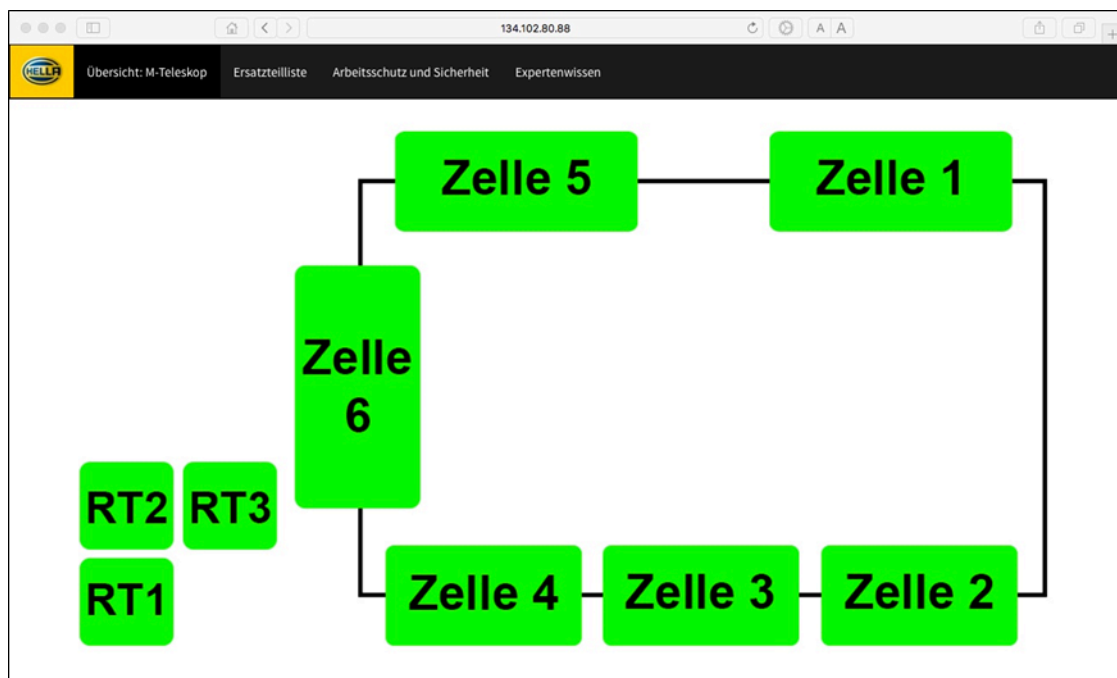 134.102.80.88
A A
HELLA
Übersicht: M-Teleskop Ersatzteilliste Arbeitsschutz und Sicherheit Expertenwissen
Zelle 5 Zelle 1
Zelle
6
RT2 RT3
RT1
Zelle 4 Zelle 3 Zelle 2